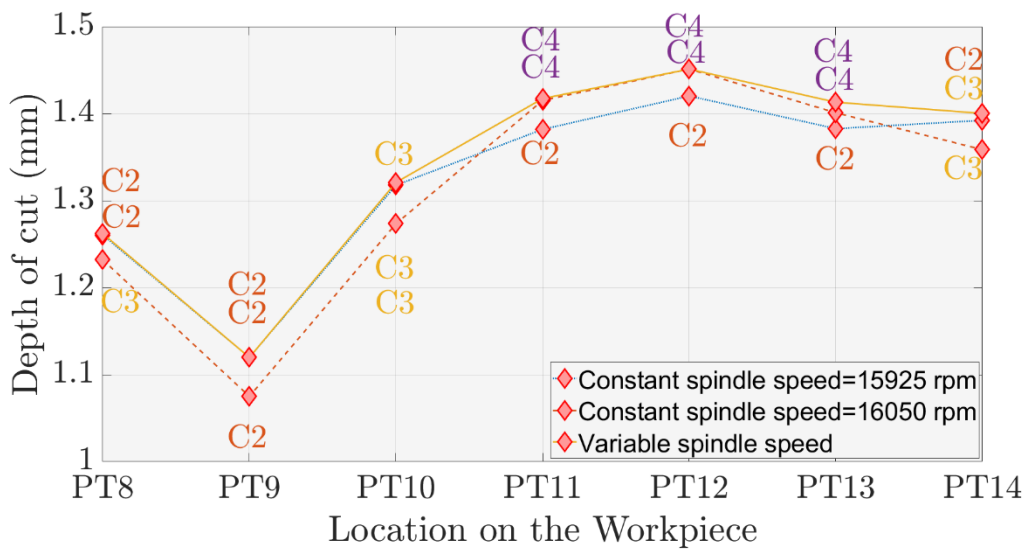 Depth of cut (mm)
1.5
1.4
1.3
1.2
1.1
1
C2
C2
C3
C2
C2
C2
C3
C3
C3
C4
C4
C2
C4
C4
C2
C4
C4
C2
C2
C3
C3
Constant spindle speed=15925 rpm
Constant spindle speed=16050 rpm
Variable spindle speed
PT8 PT9 PT10 PT11 PT12 PT13 PT14
Location on the Workpiece